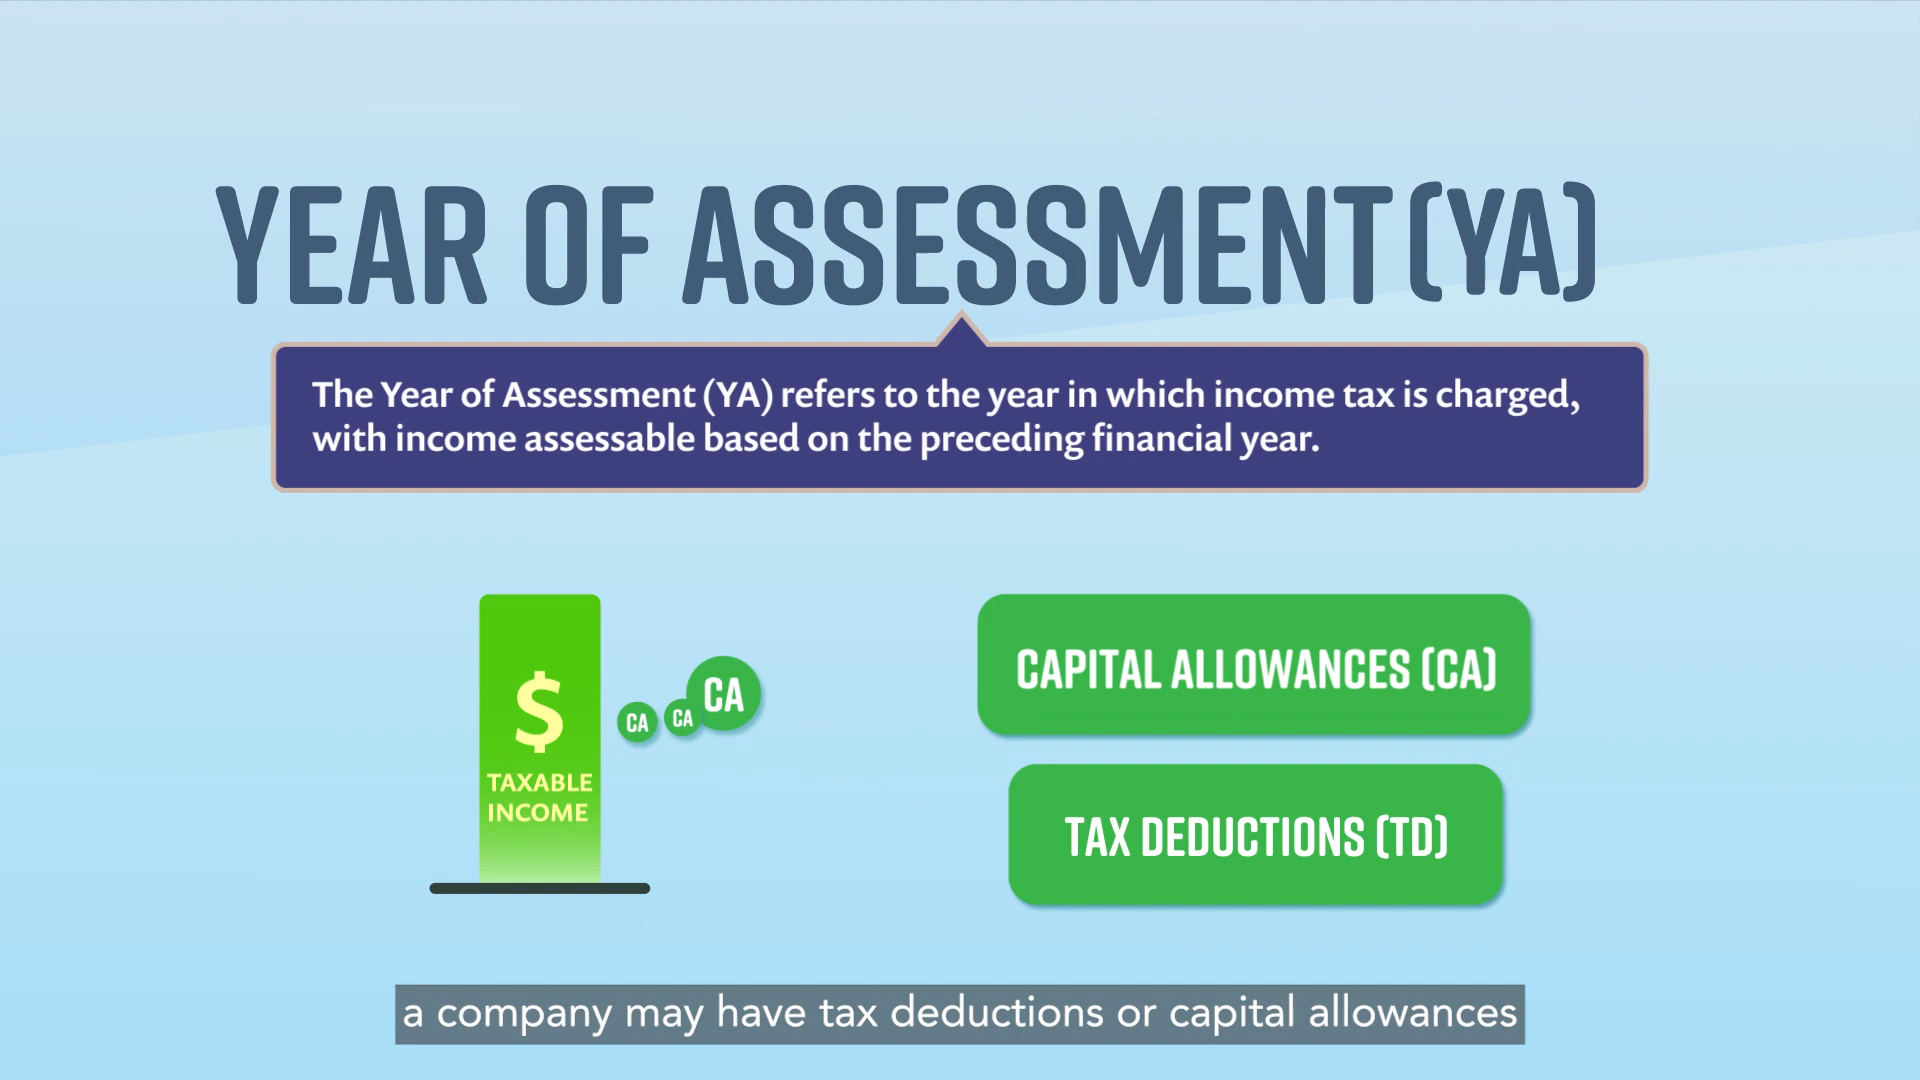 YEAR OF ASSESSMENT (YA)
The Year of Assessment (YA) refers to the year in which income tax is charged,
with income assessable based on the preceding financial year.
$
TAXABLE
INCOME
CA
CA
CA
CAPITAL ALLOWANCES (CA)
TAX DEDUCTIONS (TD)
a company may have tax deductions or capital allowances